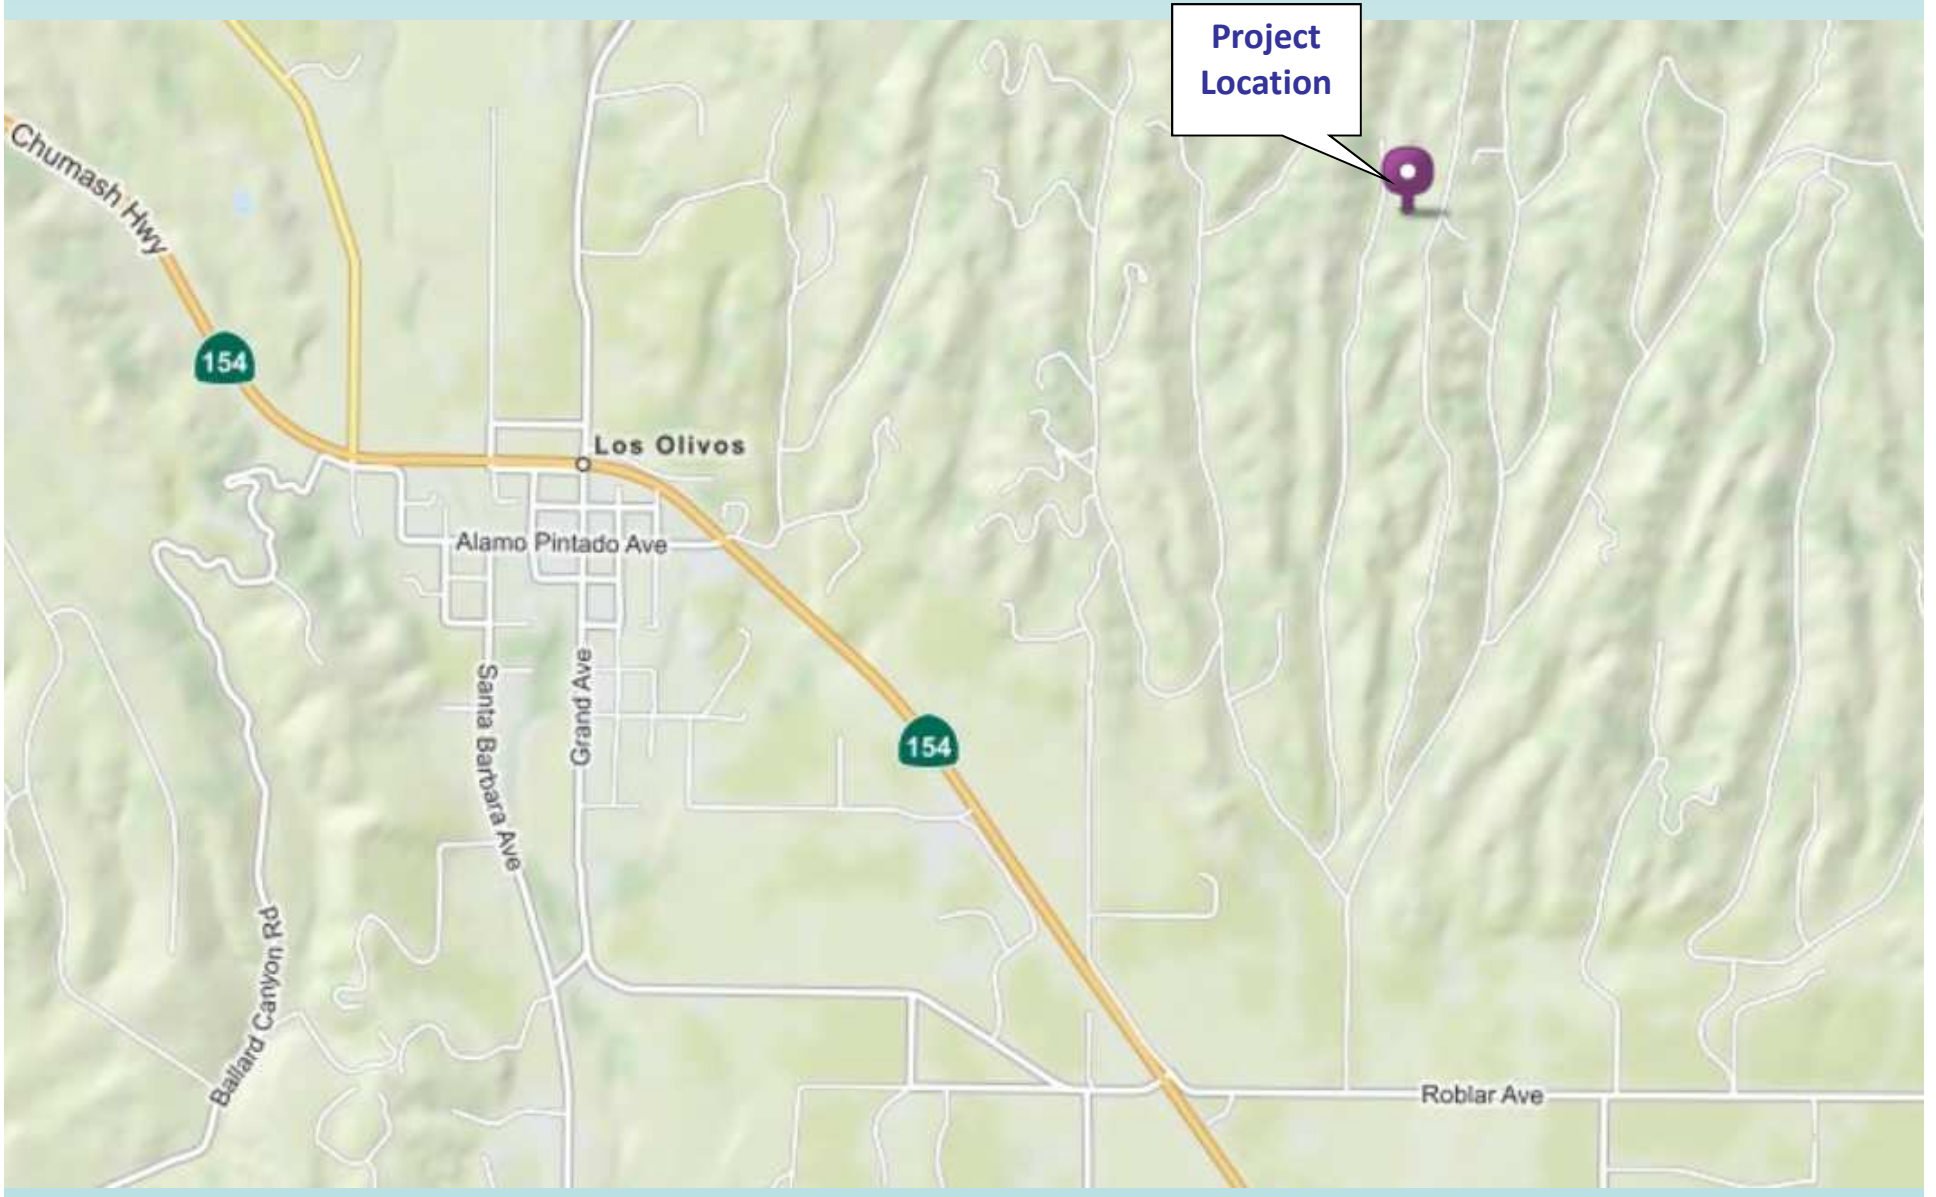 Project
Location
Chumash Hwy
154
Los Olivos
Alamo Pintado Ave
Santa Barbara Ave
Grand Ave
154
Ballard Canyon Rd
Roblar Ave